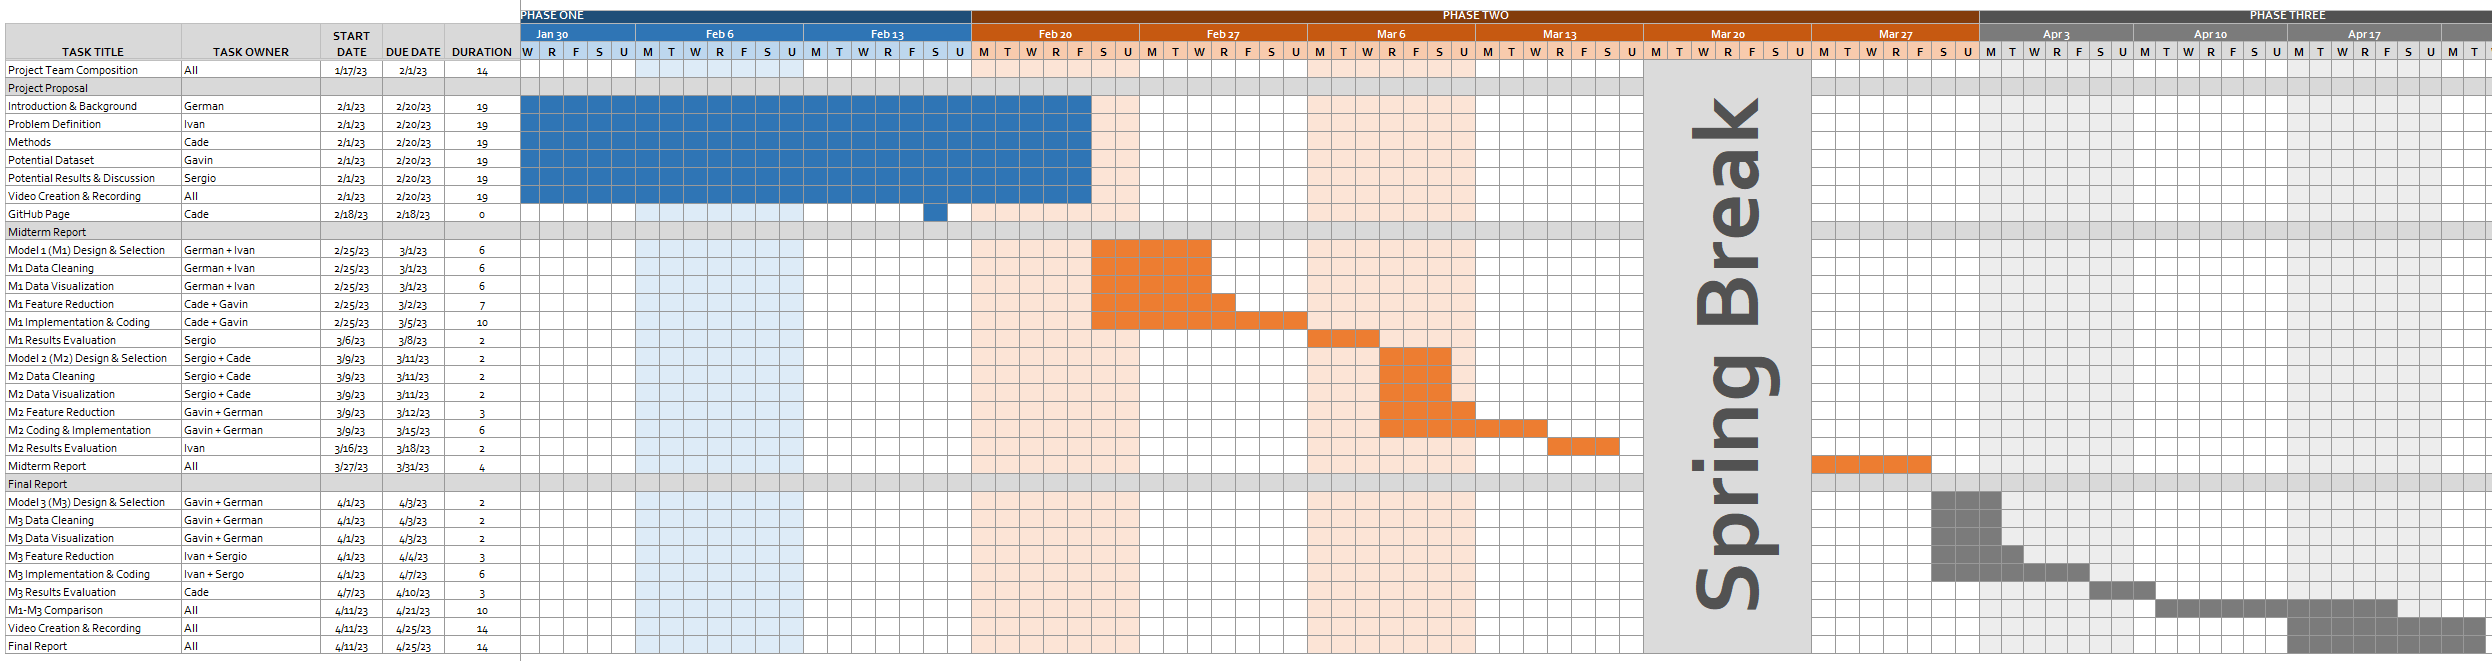 PHASE ONE PHASE TWO PHASE THREE
Jan 30 Feb 6 Feb 13 Feb 20 Feb 27 Mar 6 Mar 13 Mar 20 Mar 27 Apr 3 Apr 10 Apr 17
TASK TITLE TASK OWNER START DATE DUE DATE DURATION W R F S U M T W R F S U M T W R F S U M T W R F S U M T W R F S U M T W R F S U M T W R F S U M T W R F S U M T W R F S U M T W R F S U M T W R F S U M T W R F S U M T
Project Team Composition All 1/17/23 2/1/23 14
Project Proposal
Introduction & Background German 2/1/23 2/20/23 19
Problem Definition Ivan 2/1/23 2/20/23 19
Methods Cade 2/1/23 2/20/23 19
Potential Dataset Gavin 2/1/23 2/20/23 19
Potential Results & Discussion Sergio 2/1/23 2/20/23 19
Video Creation & Recording All 2/1/23 2/20/23 19
GitHub Page Cade 2/18/23 2/18/23 0
Midterm Report
Model 1 (M1) Design & Selection German + Ivan 2/25/23 3/1/23 6
M1 Data Cleaning German + Ivan 2/25/23 3/1/23 6
M1 Data Visualization German + Ivan 2/25/23 3/1/23 6
M1 Feature Reduction Cade + Gavin 2/25/23 3/2/23 7
M1 Implementation & Coding Cade + Gavin 2/25/23 3/5/23 10
M1 Results Evaluation Sergio 3/6/23 3/8/23 2
Model 2 (M2) Design & Selection Sergio + Cade 3/9/23 3/11/23 2
M2 Data Cleaning Sergio + Cade 3/9/23 3/11/23 2
M2 Data Visualization Sergio + Cade 3/9/23 3/11/23 2
M2 Feature Reduction Gavin + German 3/9/23 3/12/23 3
M2 Coding & Implementation Gavin + German 3/9/23 3/15/23 6
M2 Results Evaluation Ivan 3/16/23 3/18/23 2
Midterm Report All 3/27/23 3/31/23 4
Final Report
Model 3 (M3) Design & Selection Gavin + German 4/1/23 4/3/23 2
M3 Data Cleaning Gavin + German 4/1/23 4/3/23 2
M3 Data Visualization Gavin + German 4/1/23 4/3/23 2
M3 Feature Reduction Ivan + Sergio 4/1/23 4/4/23 3
M3 Implementation & Coding Ivan + Sergo 4/1/23 4/7/23 6
M3 Results Evaluation Cade 4/7/23 4/10/23 3
M1-M3 Comparison All 4/11/23 4/21/23 10
Video Creation & Recording All 4/11/23 4/25/23 14
Final Report All 4/11/23 4/25/23 14
Spring Break